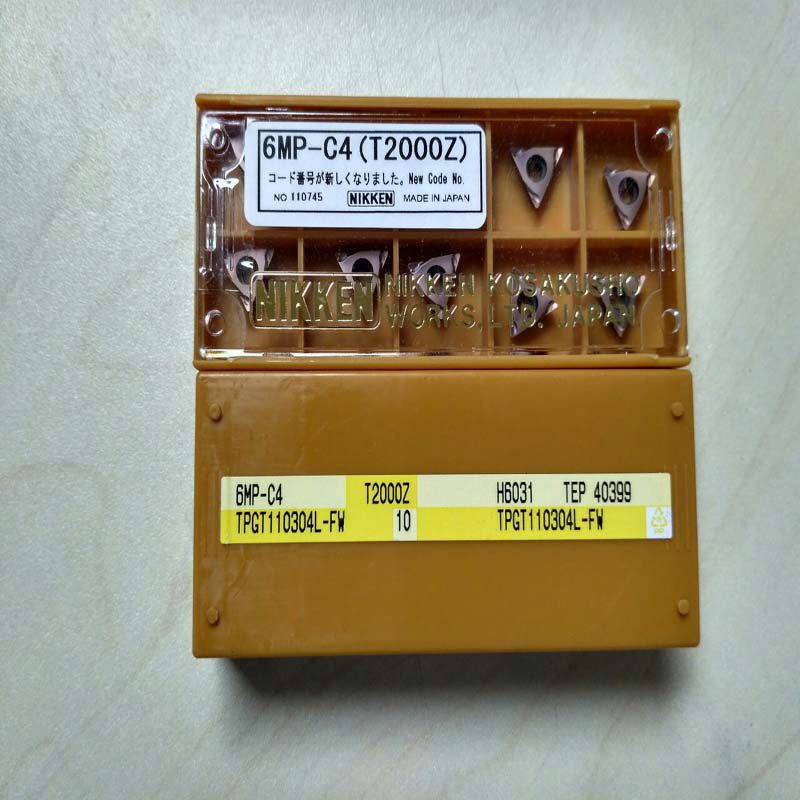 6MP-C4(T2000Z)
コード番号が新しくなりました。New Code No.
NO 110745 NIKKEN MADE IN JAPAN
NIKKEN NIKKEN KOSAKUSHO
WORKS, LTD. JAPAN
6MP-C4 T2000Z H6031 TEP 40399
TPGT110304L-FW 10 TPGT110304L-FW